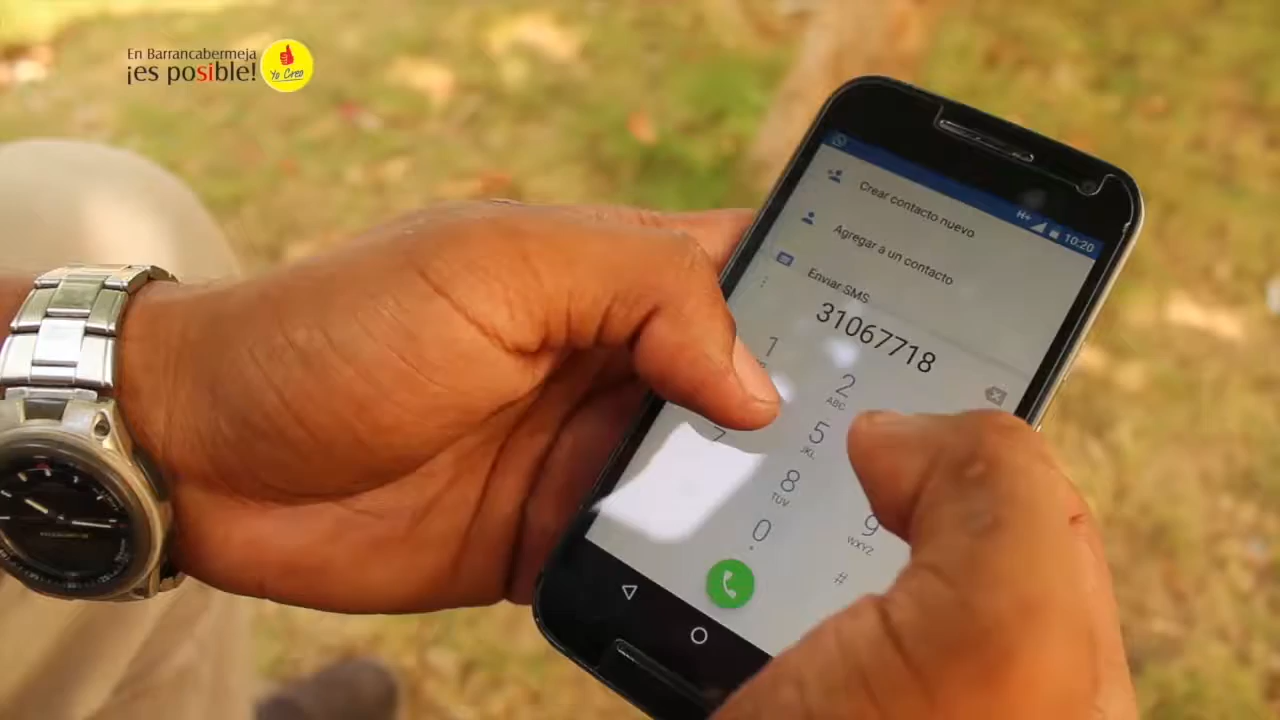 En Barrancabermeja
¡es posible!
Yo Creo
H+ 10:20
Crear contacto nuevo
Agregar a un contacto
Enviar SMS
31067718
1
2
ABC
5
JKL
7
8
TUV
9
WXYZ
0
#